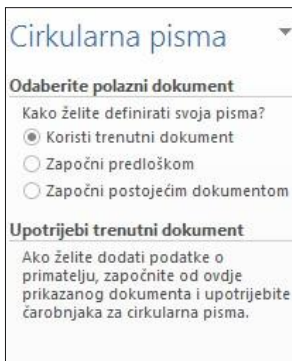 Cirkularna pisma
Odaberite polazni dokument
Kako želite definirati svoja pisma?
Koristi trenutni dokument
Započni predloškom
Započni postojećim dokumentom
Upotrijebi trenutni dokument
Ako želite dodati podatke o
primatelju, započnite od ovdje
prikazanog dokumenta i upotrijebite
čarobnjaka za cirkularna pisma.